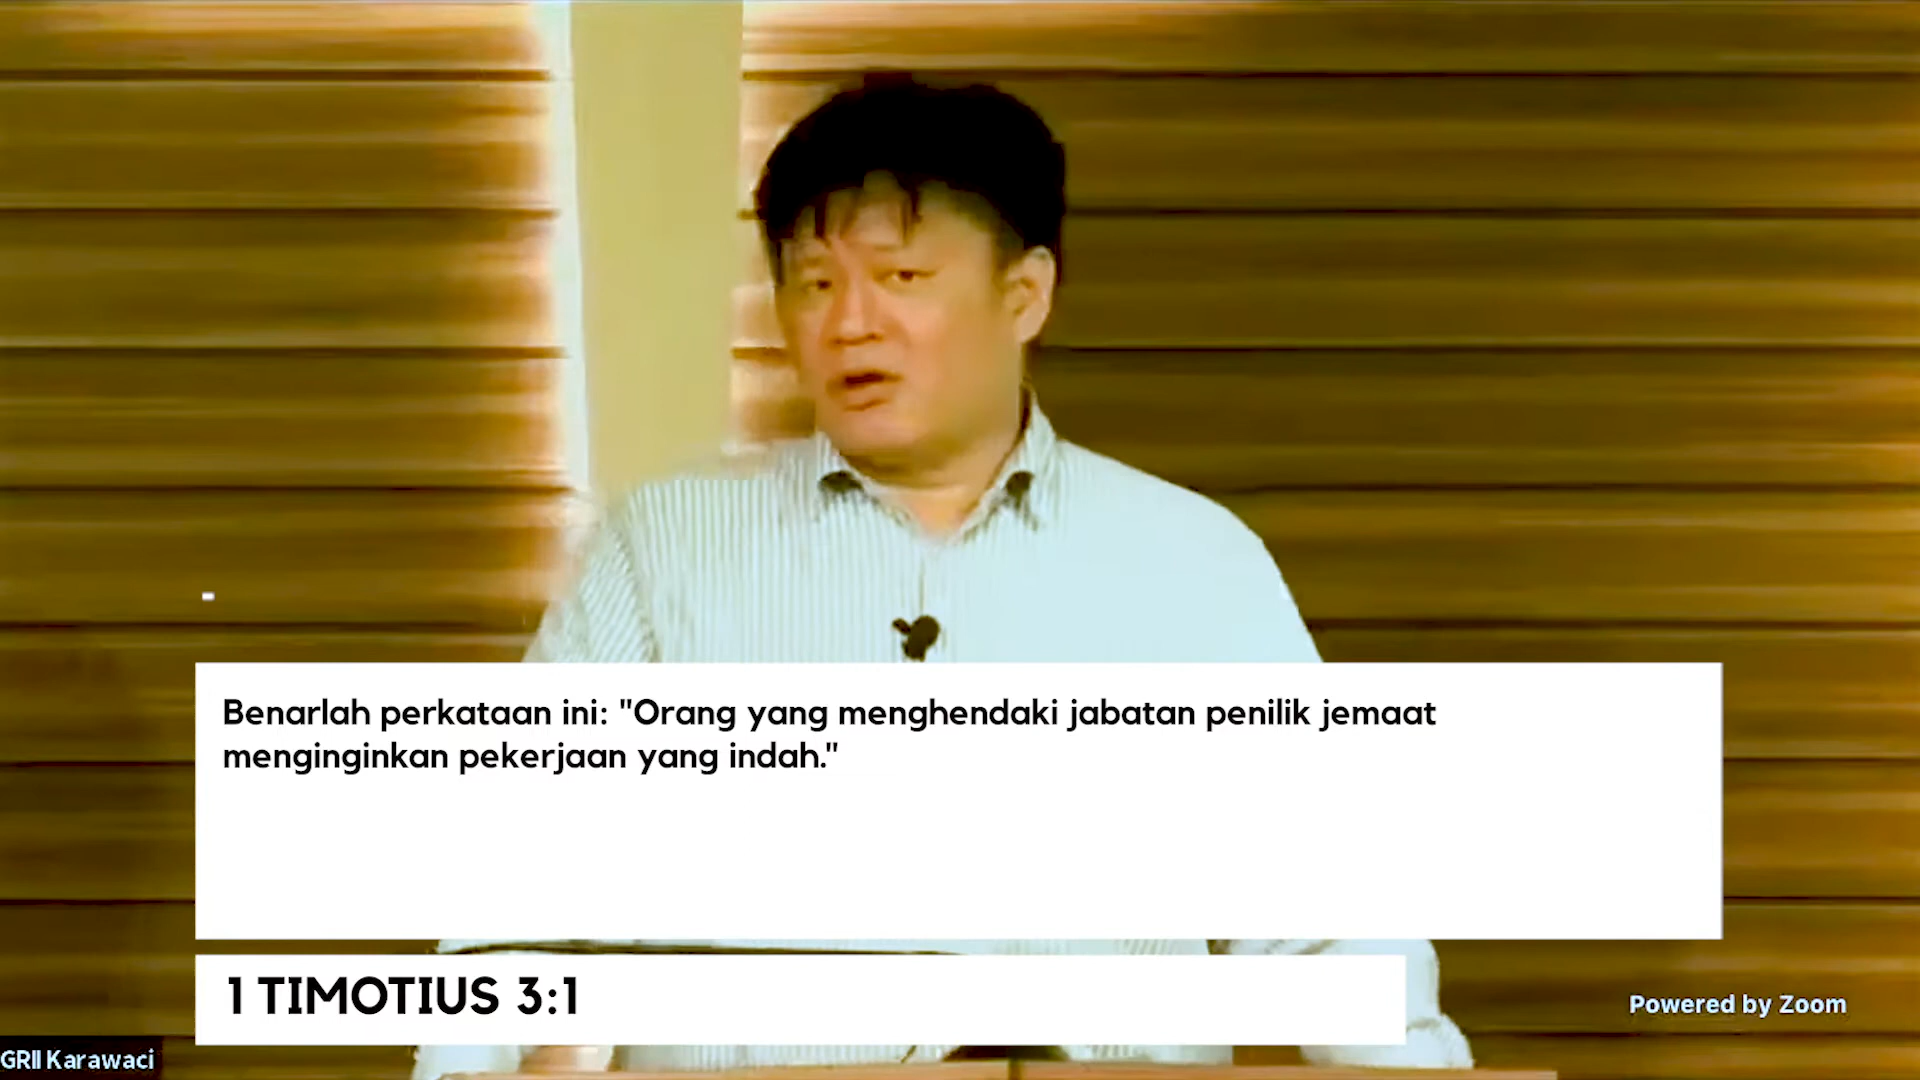 Benarlah perkataan ini: "Orang yang menghendaki jabatan penilik jemaat
menginginkan pekerjaan yang indah."
1 TIMOTIUS 3:1
Powered by Zoom
GRII Karawaci